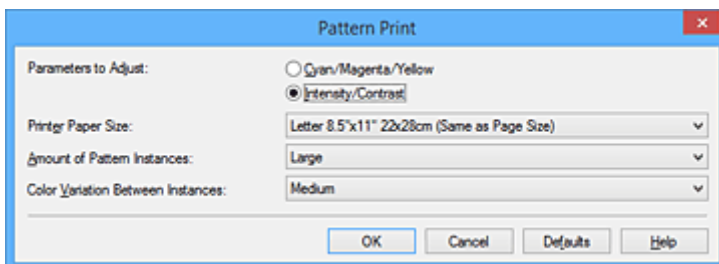 Pattern Print
Parameters to Adjust:
Cyan/Magenta/Yellow
Intensity/Contrast
Printer Paper Size: Letter 8.5"x11" 22x28cm (Same as Page Size)
Amount of Pattern Instances: Large
Color Variation Between Instances: Medium
OK Cancel Defaults Help